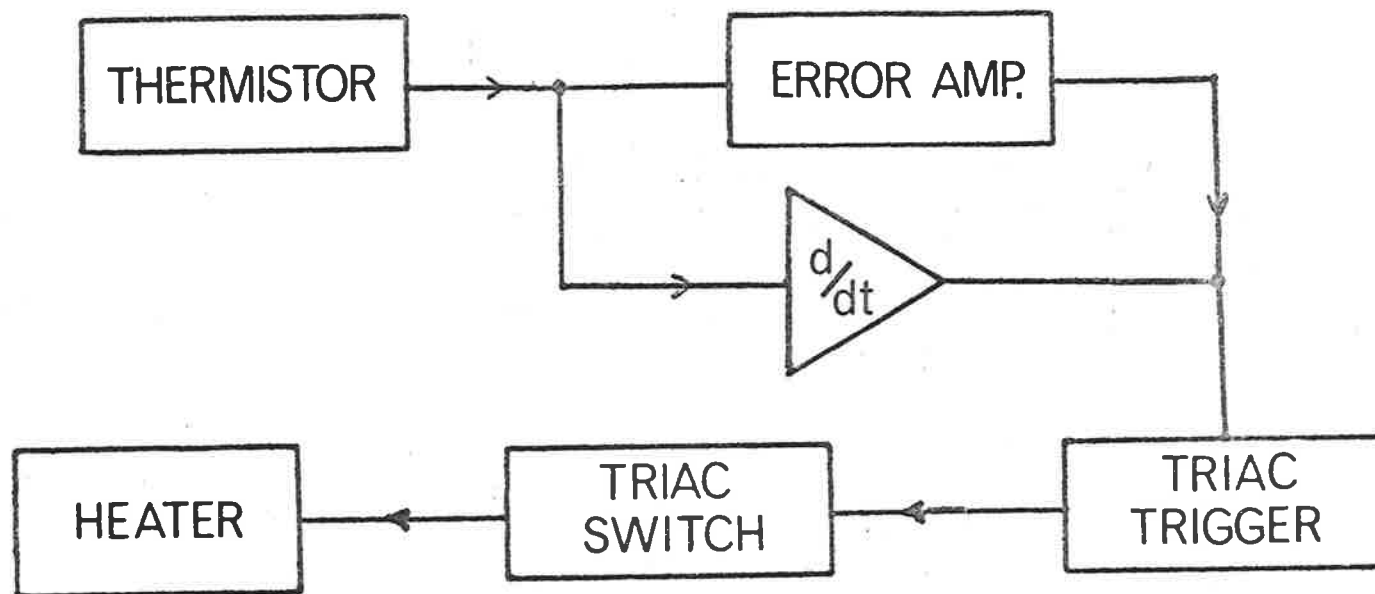 THERMISTOR
ERROR AMP.
d/dt
HEATER
TRIAC
SWITCH
TRIAC
TRIGGER